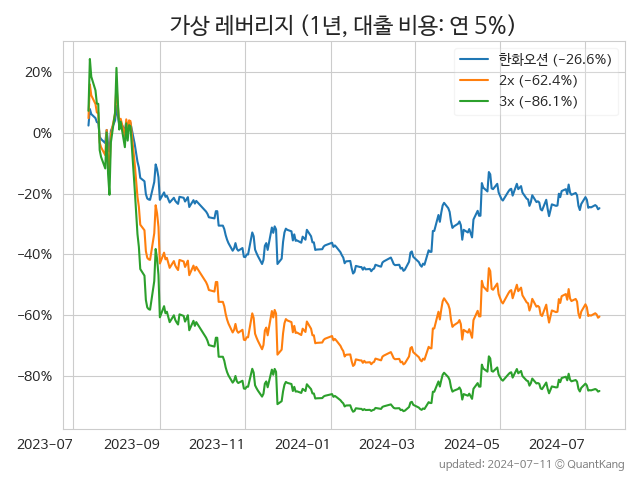 가상 레버리지 (1년, 대출 비용: 연 5%)
한화오션 (−26.6%)
2x (−62.4%)
3x (−86.1%)
20%
0%
−20%
−40%
−60%
−80%
2023-07 2023-09 2023-11 2024-01 2024-03 2024-05 2024-07
updated: 2024-07-11 © QuantKang